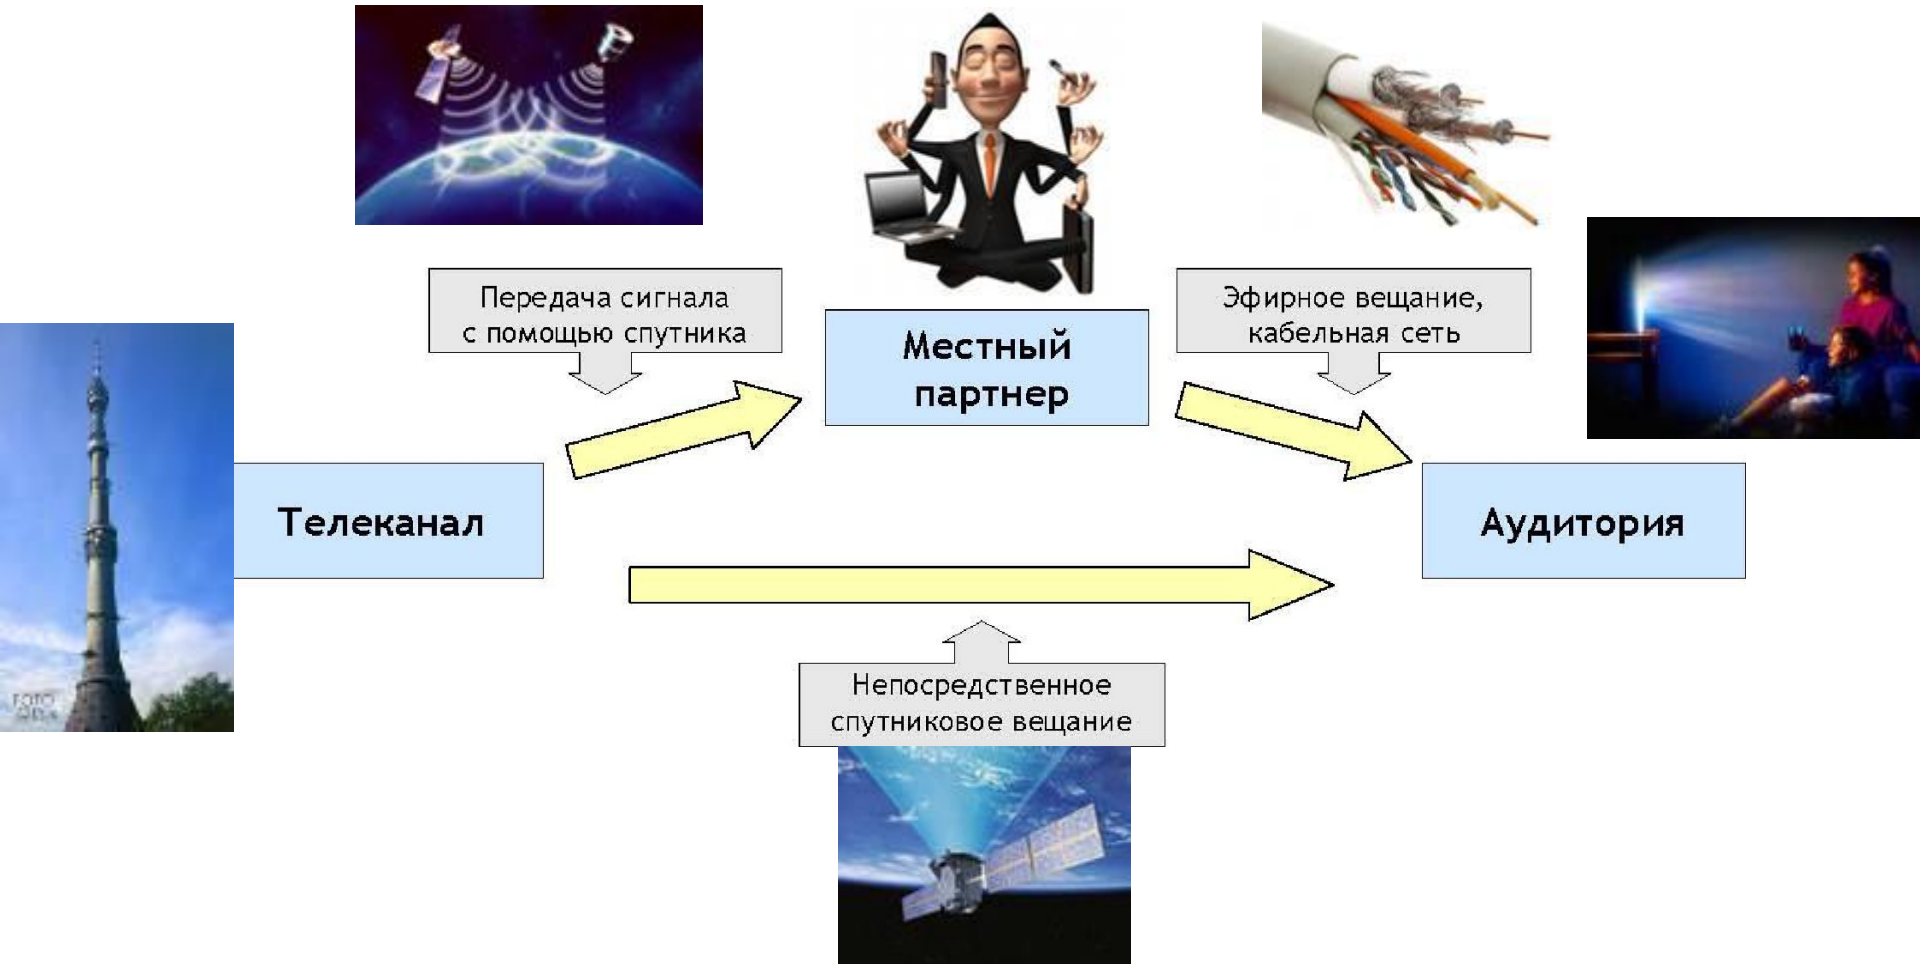 Передача сигнала
с помощью спутника
Местный
партнер
Эфирное вещание,
кабельная сеть
Телеканал
Аудитория
Непосредственное
спутниковое вещание